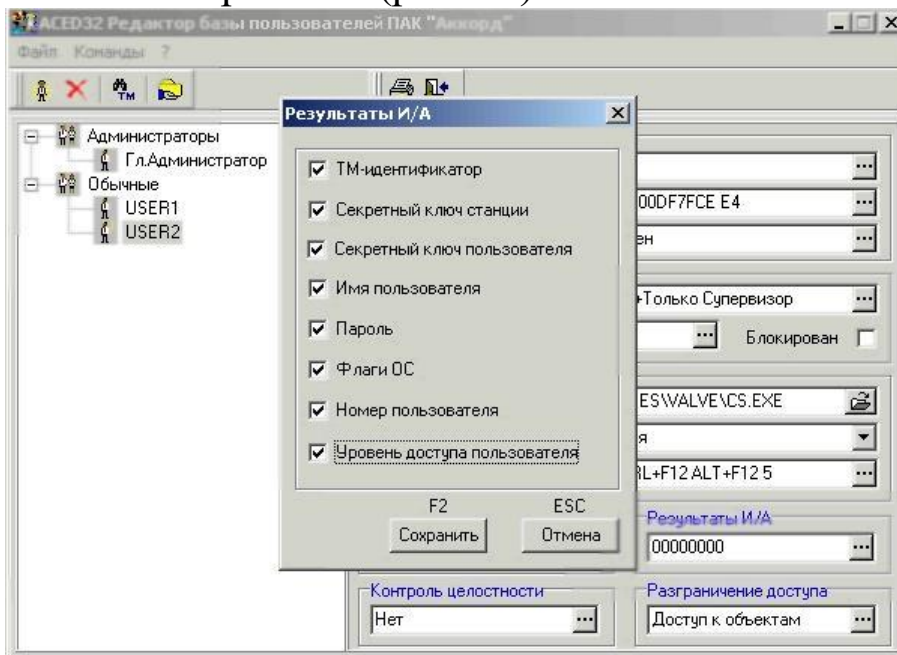 ACED32 Редактор базы пользователей ПАК "Аккорд"
Файл Команды ?
ТМ
Результаты И/А
Администраторы
Гл.Администратор
Обычные
USER1
USER2
ТМ-идентификатор
Секретный ключ станции
Секретный ключ пользователя
Имя пользователя
Пароль
Флаги ОС
Номер пользователя
Уровень доступа пользователя
F2 ESC
Сохранить Отмена
00DF7FCE E4
ен
+Только Супервизор
Блокирован
ES\VALVE\CS.EXE
я
RL+F12 ALT+F12 5
Результаты И/А
00000000
Контроль целостности Разграничение доступа
Нет Доступ к объектам